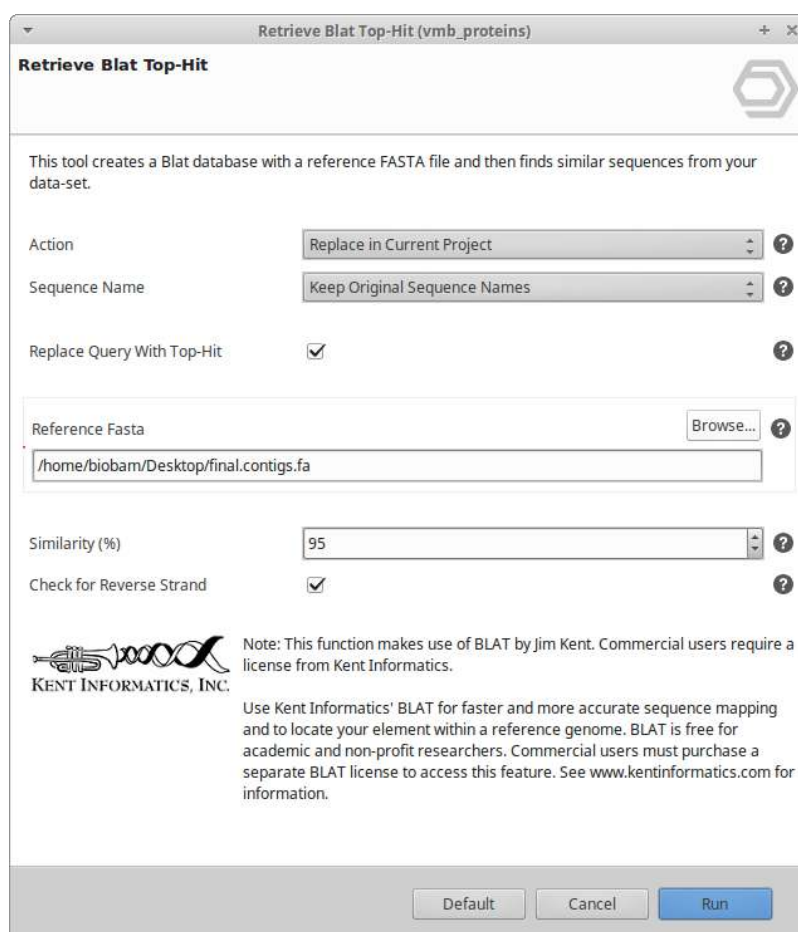 Retrieve Blat Top-Hit (vmb_proteins)
Retrieve Blat Top-Hit
This tool creates a Blat database with a reference FASTA file and then finds similar sequences from your
data-set.
Action
Replace in Current Project
Sequence Name
Keep Original Sequence Names
Replace Query With Top-Hit
Reference Fasta
Browse...
/home/biobam/Desktop/final.contigs.fa
Similarity (%)
95
Check for Reverse Strand
KENT INFORMATICS, INC.
Note: This function makes use of BLAT by Jim Kent. Commercial users require a
license from Kent Informatics.
Use Kent Informatics' BLAT for faster and more accurate sequence mapping
and to locate your element within a reference genome. BLAT is free for
academic and non-profit researchers. Commercial users must purchase a
separate BLAT license to access this feature. See www.kentinformatics.com for
information.
Default
Cancel
Run